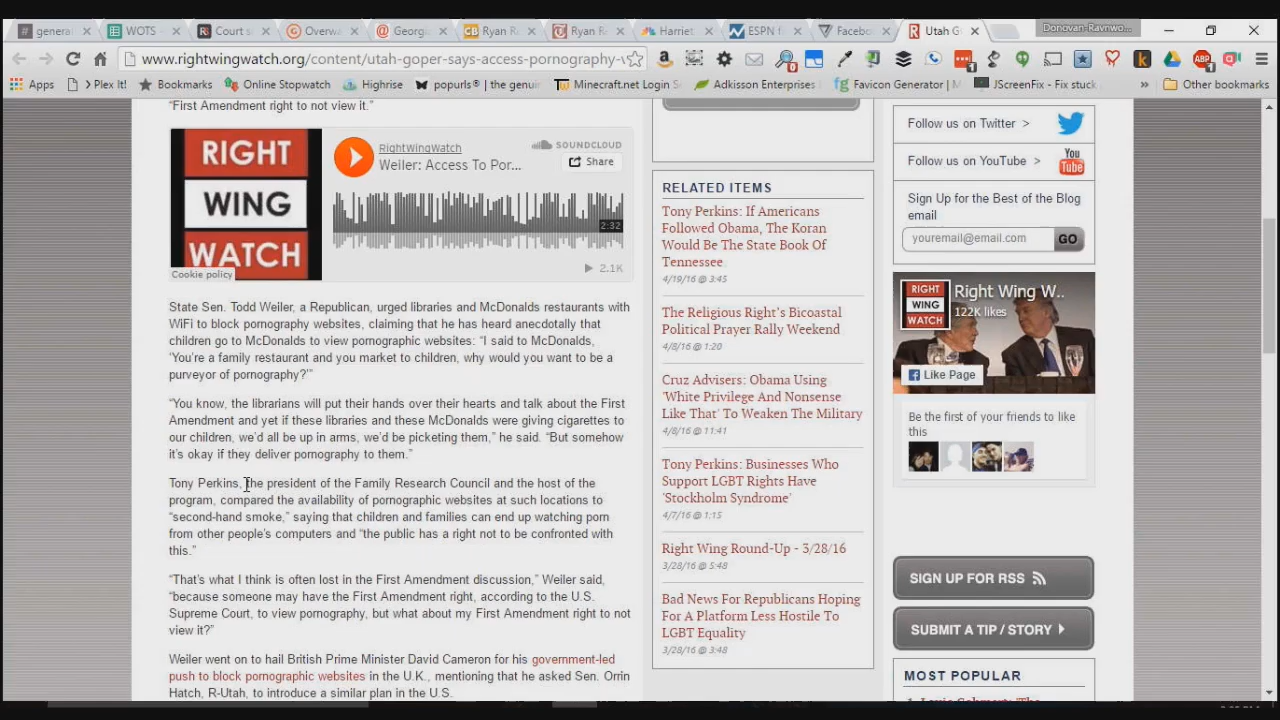 general
WOTS -
Court s
Overwa
@Georgi
Ryan R
Ryan R
Harriet
ESPN f
Facebo
Utah G
Donovan-Ravnwo...
www.rightwingwatch.org/content/utah-goper-says-access-pornography-v
Apps
Plex It!
Bookmarks
Online Stopwatch
Highrise
popurls® | the genui
Minecraft.net Login S
Adkisson Enterprises
Favicon Generator | M
JScreenFix - Fix stuck
»
Other bookmarks
“First Amendment right to not view it.”
RIGHT
WING
WATCH
RightWingWatch
Weiler: Access To Por...
SOUNDCLOUD
Share
2:32
Cookie policy
2.1K
State Sen. Todd Weiler, a Republican, urged libraries and McDonalds restaurants with
WiFi to block pornography websites, claiming that he has heard anecdotally that
children go to McDonalds to view pornographic websites: “I said to McDonalds,
‘You’re a family restaurant and you market to children, why would you want to be a
purveyor of pornography?’”
“You know, the librarians will put their hands over their hearts and talk about the First
Amendment and yet if these libraries and these McDonalds were giving cigarettes to
our children, we’d all be up in arms, we’d be picketing them,” he said. “But somehow
it’s okay if they deliver pornography to them.”
Tony Perkins, the president of the Family Research Council and the host of the
program, compared the availability of pornographic websites at such locations to
“second-hand smoke,” saying that children and families can end up watching porn
from other people’s computers and “the public has a right not to be confronted with
this.”
“That’s what I think is often lost in the First Amendment discussion,” Weiler said,
“because someone may have the First Amendment right, according to the U.S.
Supreme Court, to view pornography, but what about my First Amendment right to not
view it?”
Weiler went on to hail British Prime Minister David Cameron for his government-led
push to block pornographic websites in the U.K., mentioning that he asked Sen. Orrin
Hatch, R-Utah, to introduce a similar plan in the U.S.
RELATED ITEMS
Tony Perkins: If Americans
Followed Obama, The Koran
Would Be The State Book Of
Tennessee
4/19/16 @ 3:45
The Religious Right’s Bicoastal
Political Prayer Rally Weekend
4/8/16 @ 1:20
Cruz Advisers: Obama Using
'White Privilege And Nonsense
Like That' To Weaken The Military
4/8/16 @ 11:41
Tony Perkins: Businesses Who
Support LGBT Rights Have
'Stockholm Syndrome'
4/7/16 @ 1:15
Right Wing Round-Up - 3/28/16
3/28/16 @ 5:48
Bad News For Republicans Hoping
For A Platform Less Hostile To
LGBT Equality
3/28/16 @ 3:48
Follow us on Twitter >
Follow us on YouTube >
You
Tube
Sign Up for the Best of the Blog
email
youremail@email.com
GO
RIGHT
WING
WATCH
Right Wing W..
122K likes
Like Page
Be the first of your friends to like
this
SIGN UP FOR RSS
SUBMIT A TIP / STORY
MOST POPULAR